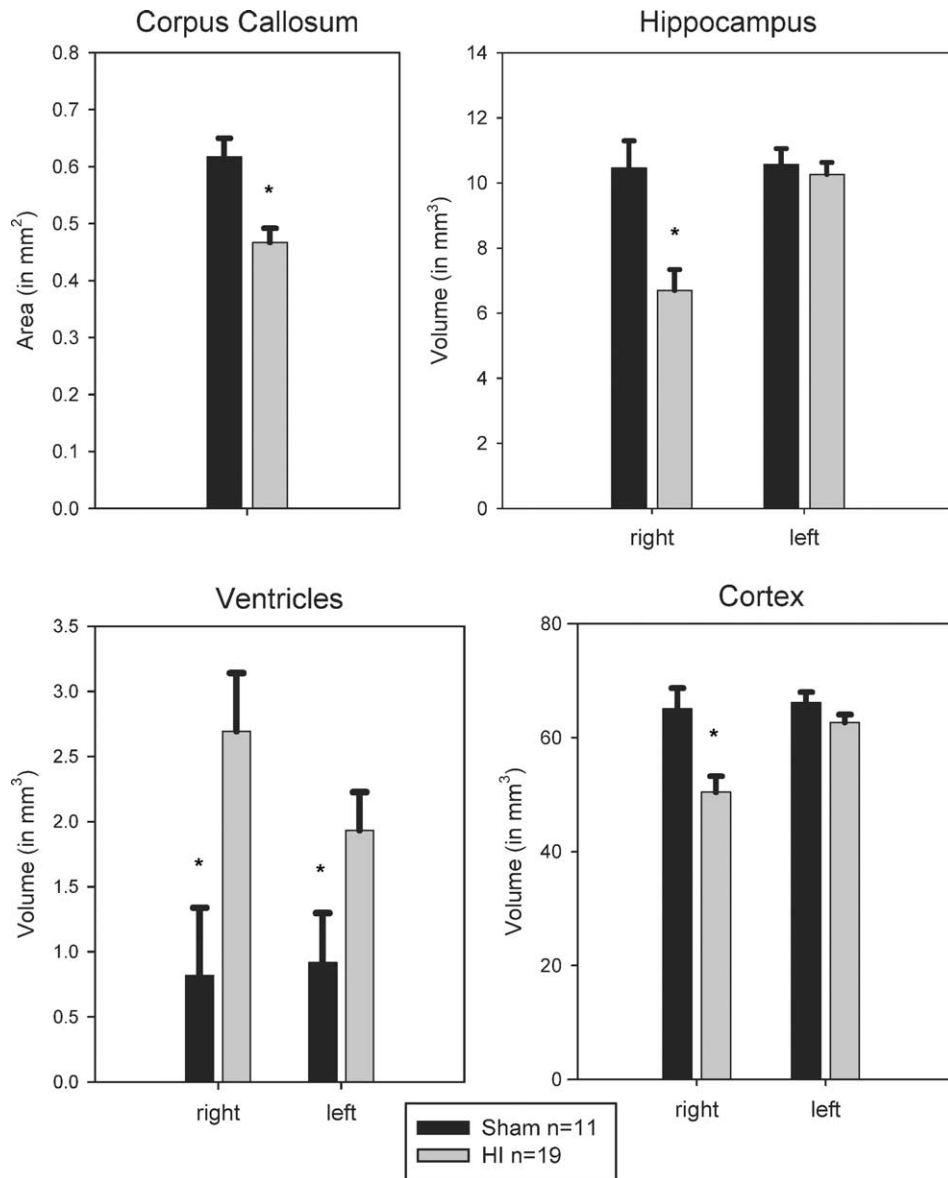 Corpus Callosum
Area (in mm²)
0.8
0.7
0.6
0.5
0.4
0.3
0.2
0.1
0.0
*
Hippocampus
Volume (in mm³)
14
12
10
8
6
4
2
0
*
right left
Ventricles
Volume (in mm³)
3.5
3.0
2.5
2.0
1.5
1.0
0.5
0.0
* *
right left
Cortex
Volume (in mm³)
80
60
40
20
0
*
right left
Sham n=11
HI n=19